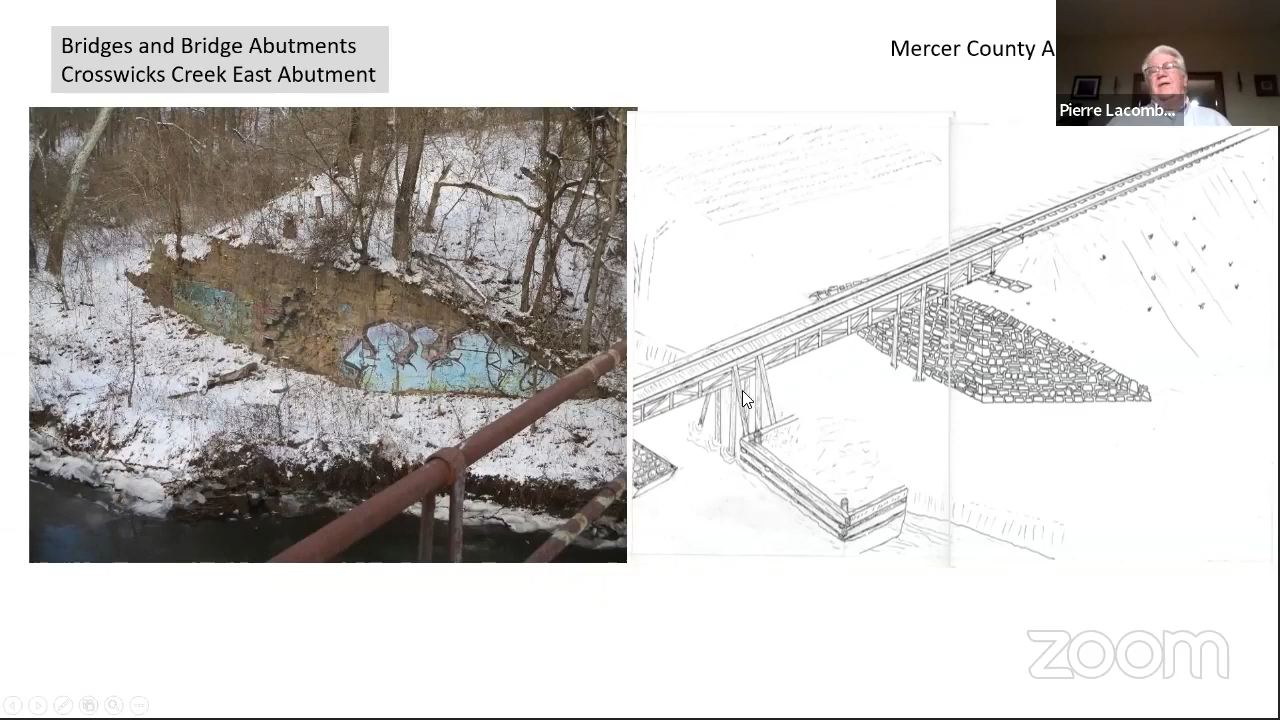 Bridges and Bridge Abutments
Crosswicks Creek East Abutment
Mercer County A
Pierre Lacomb...
zoom